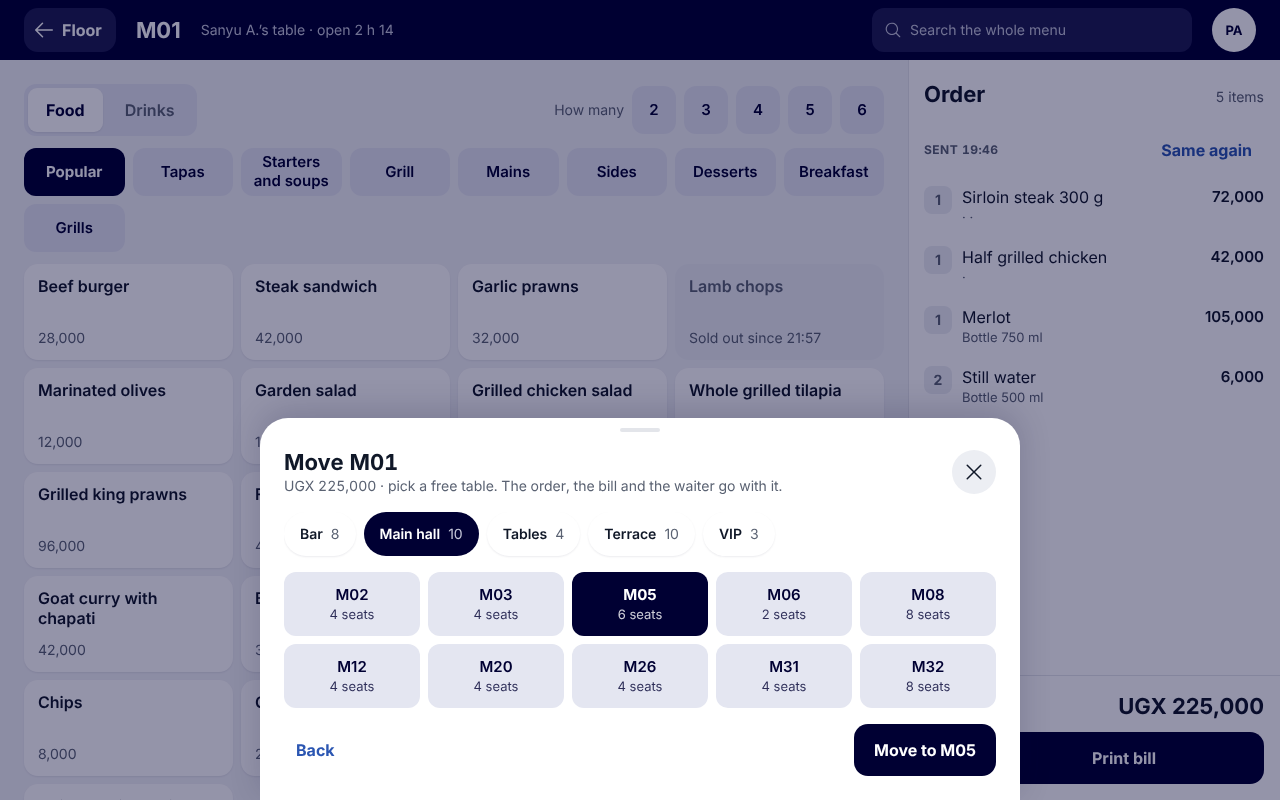 Floor
M01
Sanyu A.'s table · open 2 h 14
Search the whole menu
PA
Food
Drinks
How many
2
3
4
5
6
Popular
Tapas
Starters
and soups
Grill
Mains
Sides
Desserts
Breakfast
Grills
Beef burger
28,000
Steak sandwich
42,000
Garlic prawns
32,000
Lamb chops
Sold out since 21:57
Marinated olives
12,000
Garden salad
Grilled chicken salad
Whole grilled tilapia
Grilled king prawns
96,000
Goat curry with
chapati
42,000
Chips
8,000
Order
5 items
SENT 19:46
Same again
1 Sirloin steak 300 g 72,000
1 Half grilled chicken 42,000
1 Merlot 105,000
Bottle 750 ml
2 Still water 6,000
Bottle 500 ml
UGX 225,000
Print bill
Move M01
UGX 225,000 · pick a free table. The order, the bill and the waiter go with it.
Bar 8
Main hall 10
Tables 4
Terrace 10
VIP 3
M02
4 seats
M03
4 seats
M05
6 seats
M06
2 seats
M08
8 seats
M12
4 seats
M20
4 seats
M26
4 seats
M31
4 seats
M32
8 seats
Back
Move to M05